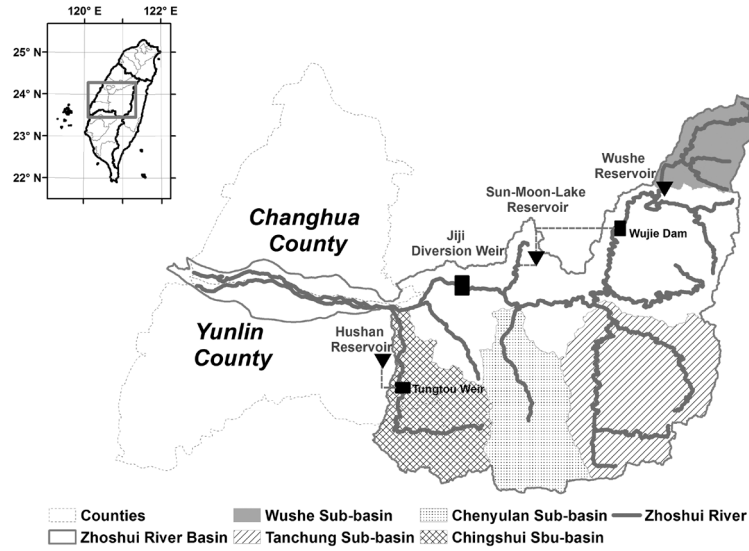 120° E 122° E
25° N
24° N
23° N
22° N
Wushe
Reservoir
Sun-Moon-Lake
Reservoir
Changhua
County
Jiji
Diversion Weir
Wujie Dam
Yunlin
County
Hushan
Reservoir
Tungtou Weir
Counties
Wushe Sub-basin
Chenyulan Sub-basin
Zhoshui River
Zhoshui River Basin
Tanchung Sub-basin
Chingshui Sbu-basin